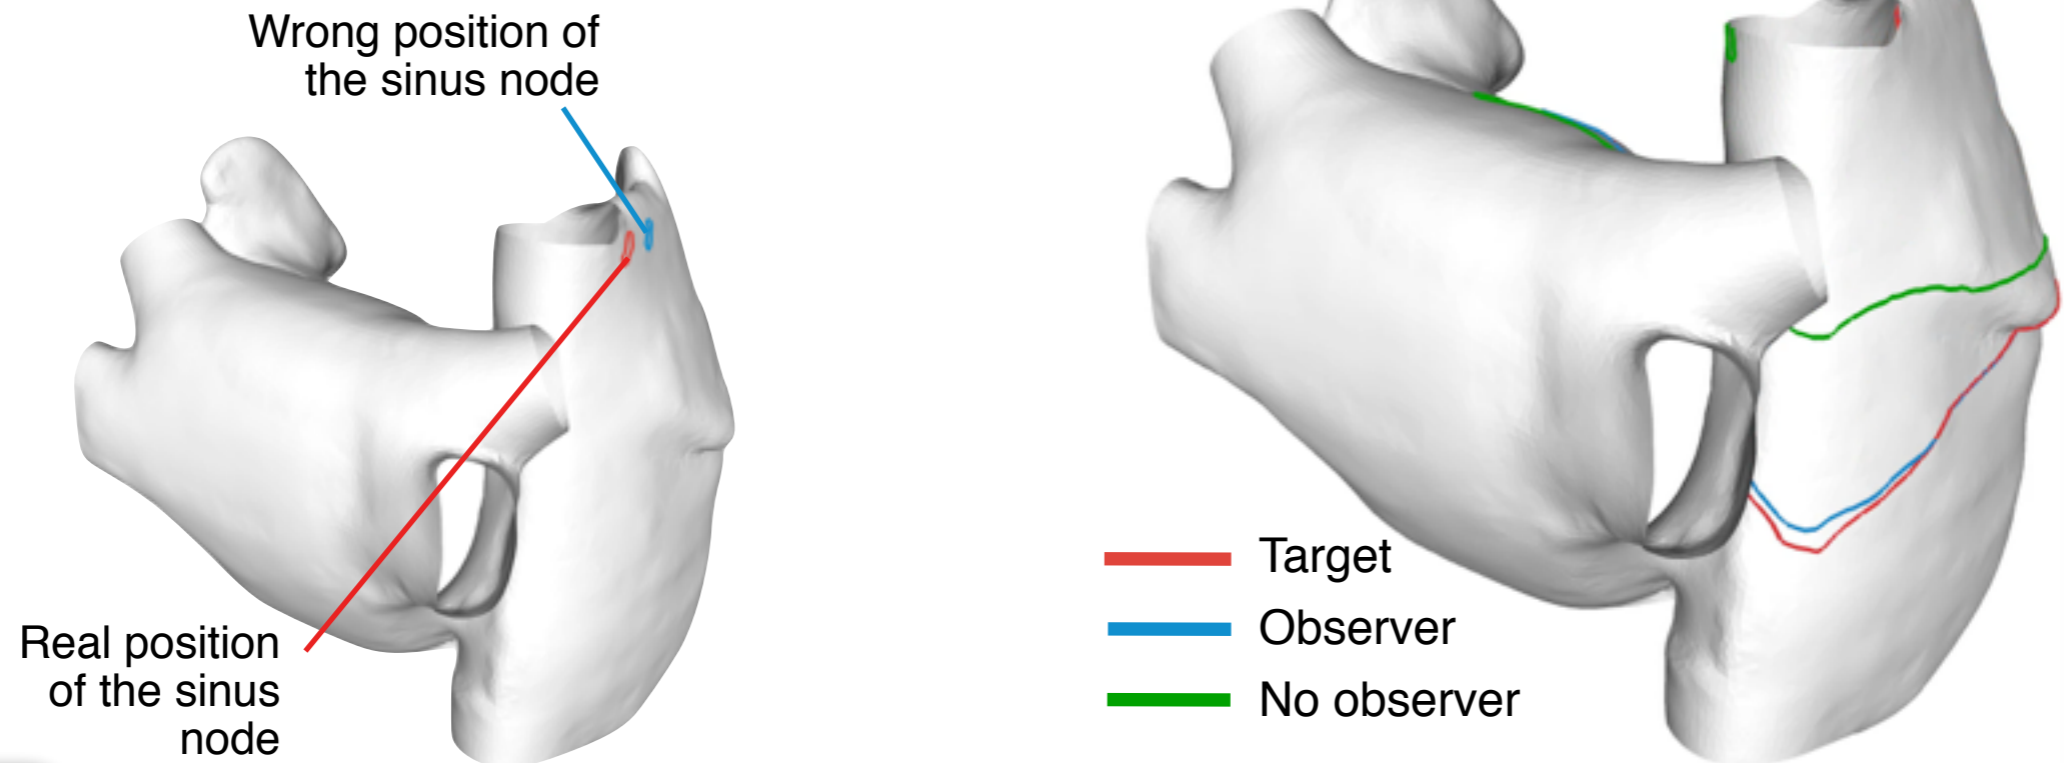 Wrong position of
the sinus node
Real position
of the sinus
node
Target
Observer
No observer